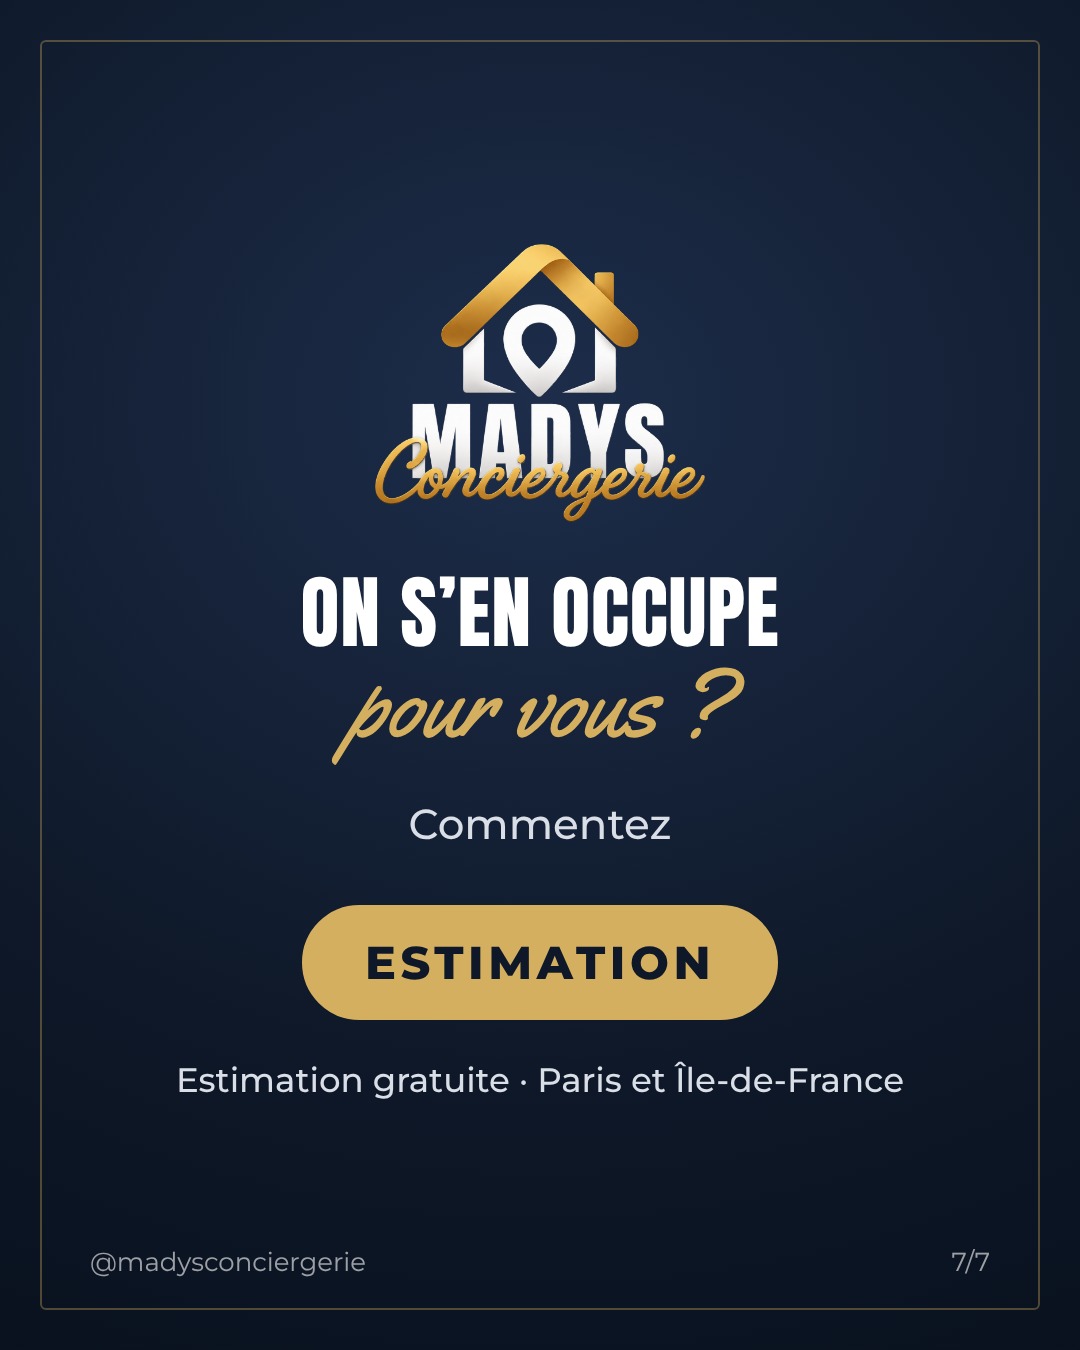 MADYS
Conciergerie
ON S’EN OCCUPE
pour vous ?
Commentez
ESTIMATION
Estimation gratuite · Paris et Île-de-France
@madysconciergerie
7/7